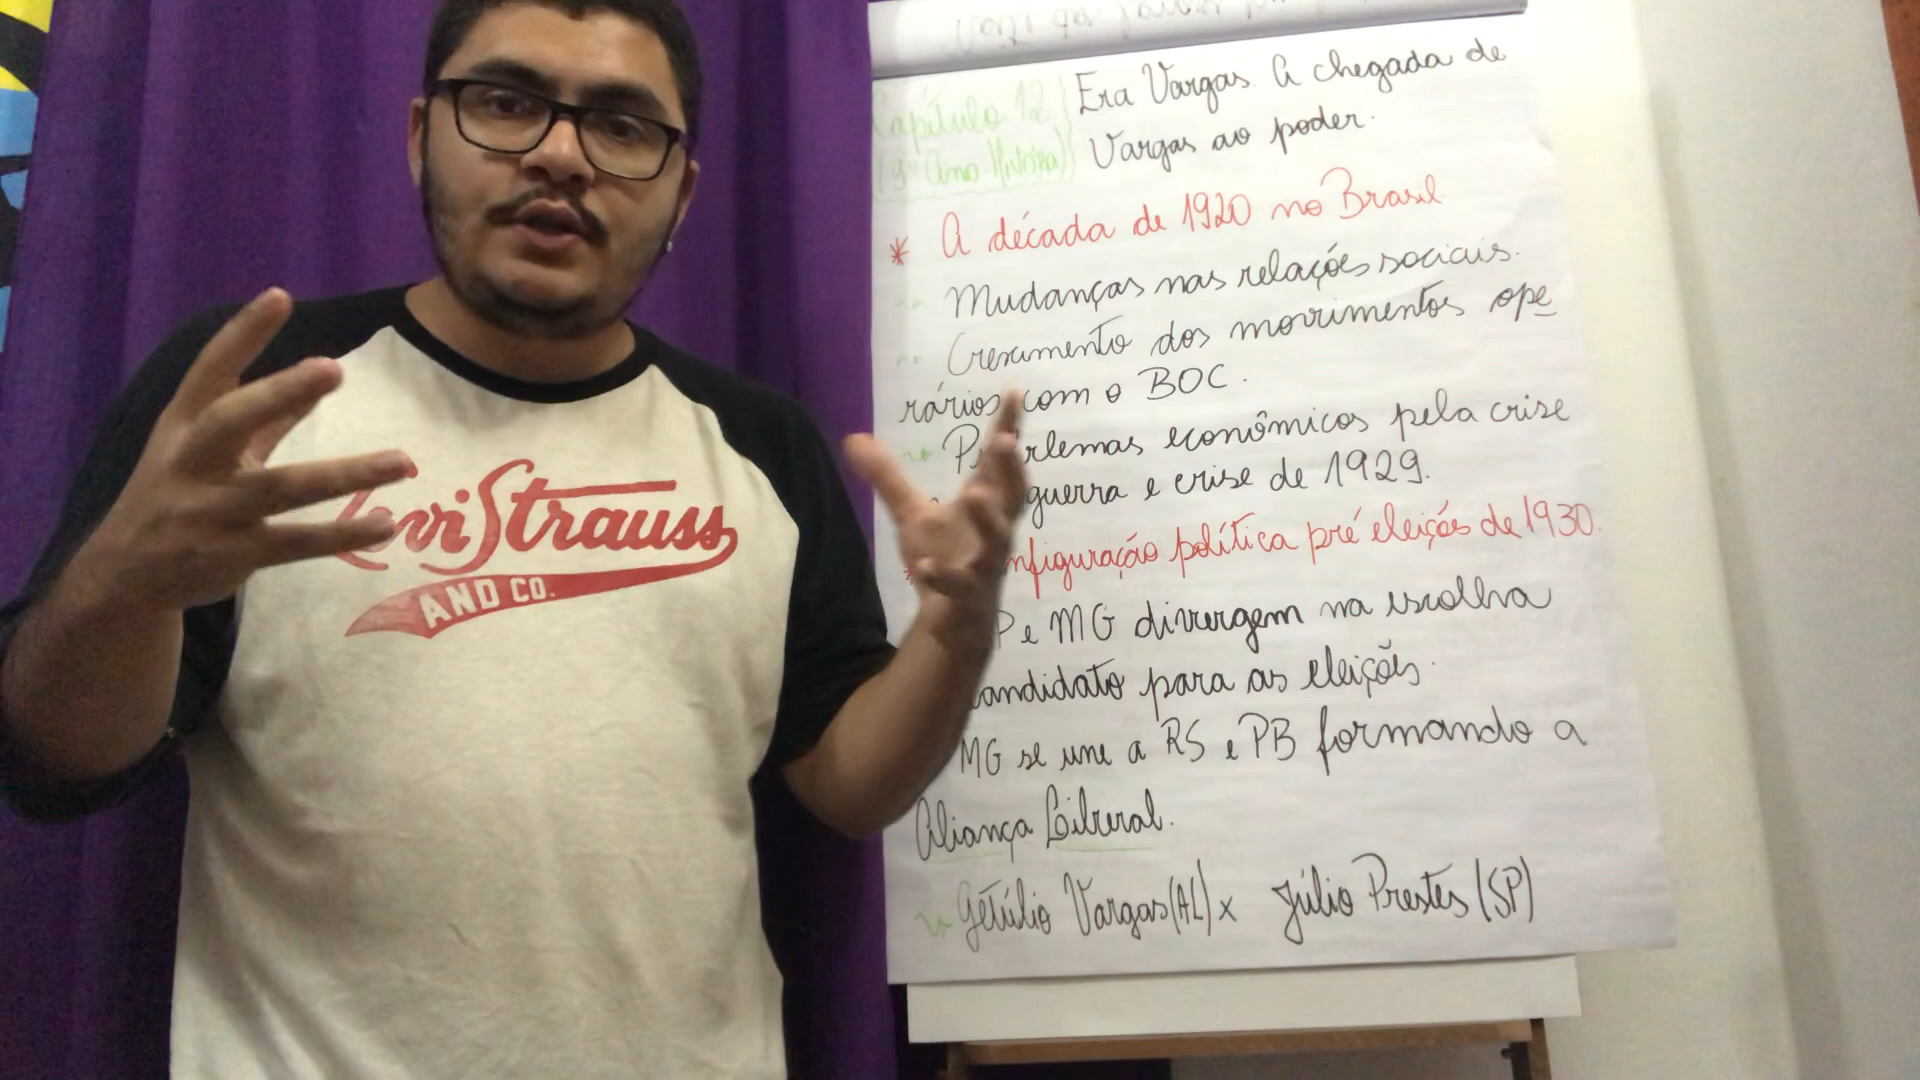 Capítulo 12
(9º Ano História)
Era Vargas. A chegada de
Vargas ao poder.
* A década de 1920 no Brasil
Mudanças nas relações sociais.
Crescimento dos movimentos ope
rários com o BOC.
Problemas econômicos pela crise
guerra e crise de 1929.
nfiguração política pré eleições de 1930.
P e MG divergem na escolha
candidato para as eleições.
MG se une a RS e PB formando a
Aliança Liberal.
Getúlio Vargas (AL) x Júlio Prestes (SP)
Levi Strauss
AND CO.